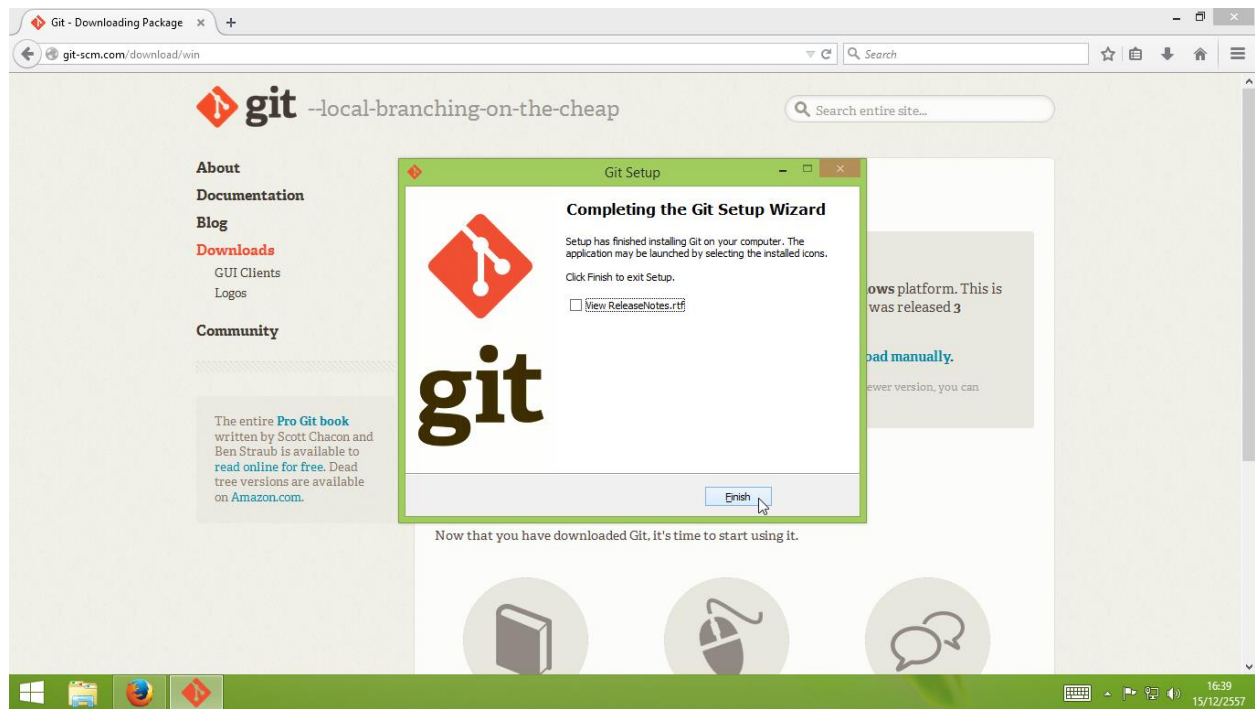 Git - Downloading Package
git-scm.com/download/win
Search
git --local-branching-on-the-cheap
Search entire site...
About
Documentation
Blog
Downloads
GUI Clients
Logos
Community
The entire Pro Git book
written by Scott Chacon and
Ben Straub is available to
read online for free. Dead
tree versions are available
on Amazon.com.
Git Setup
Completing the Git Setup Wizard
Setup has finished installing Git on your computer. The
application may be launched by selecting the installed icons.
Click Finish to exit Setup.
View ReleaseNotes.rtf
git
Finish
ows platform. This is
was released 3
oad manually.
ewer version, you can
Now that you have downloaded Git, it's time to start using it.
16:39
15/12/2557